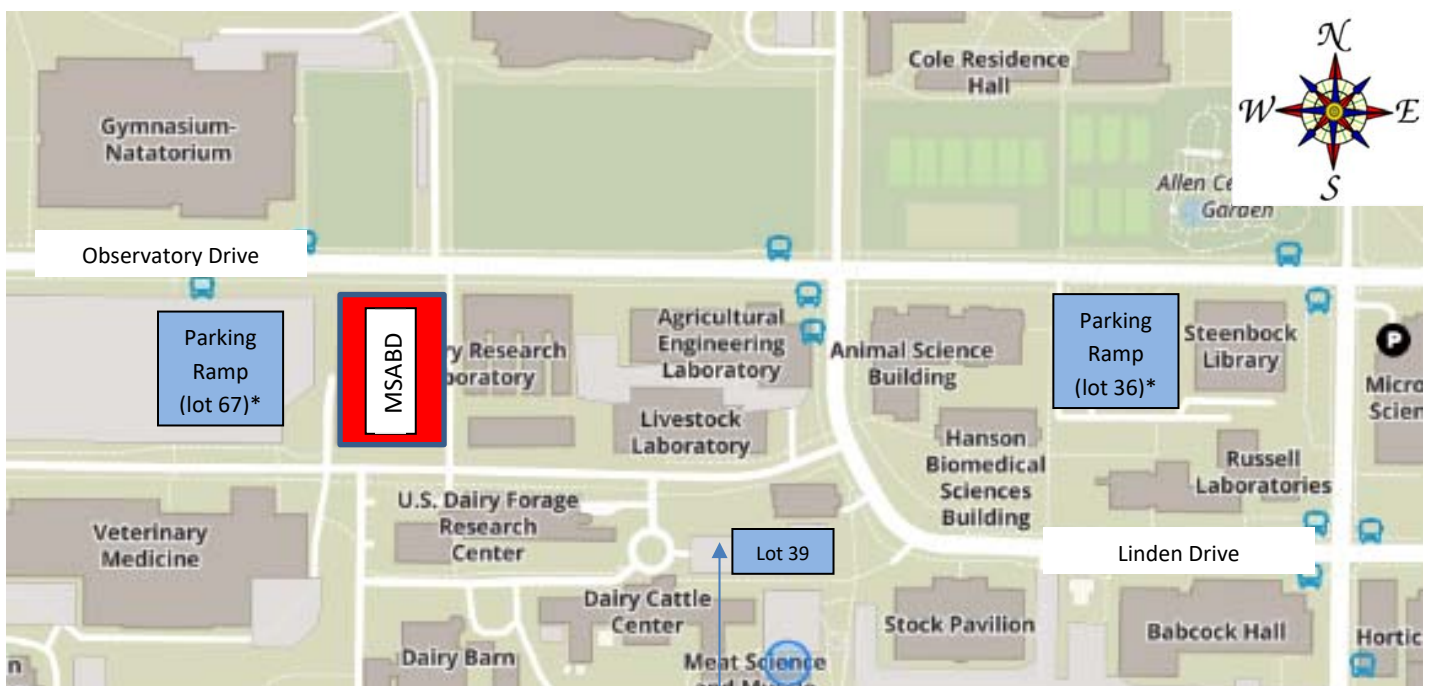 Cole Residence
Hall
N
W
E
S
Gymnasium-
Natatorium
Allen Ce
Garden
Observatory Drive
Parking
Ramp
(lot 67)*
MSABD
ry Research
boratory
Agricultural
Engineering
Laboratory
Animal Science
Building
Parking
Ramp
(lot 36)*
Steenbock
Library
P
Micro
Scien
Livestock
Laboratory
Hanson
Biomedical
Sciences
Building
Russell
Laboratories
U.S. Dairy Forage
Research
Center
Veterinary
Medicine
Lot 39
Linden Drive
Dairy Cattle
Center
Stock Pavilion
Babcock Hall
Hortic
n
Dairy Barn
Meat Science
and Muscle